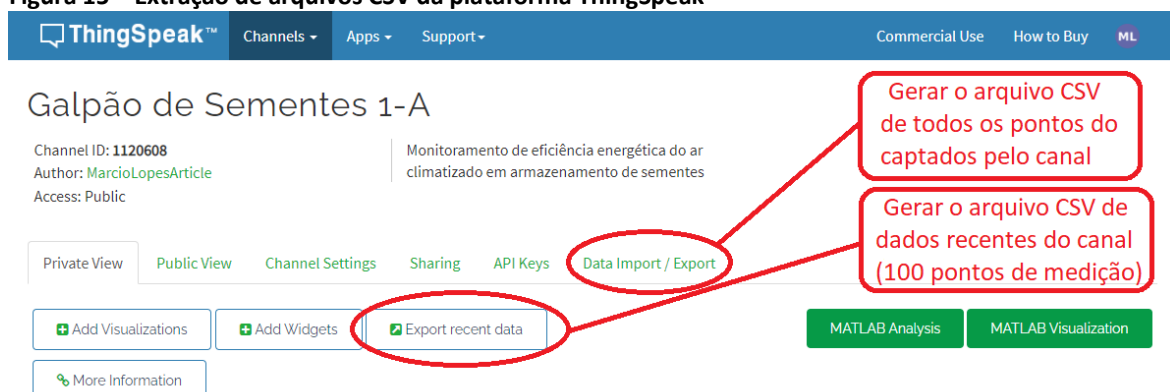 Figura 15 – Extração de arquivos CSV da plataforma ThingSpeak
ThingSpeak™ Channels Apps Support Commercial Use How to Buy ML
Galpão de Sementes 1-A
Channel ID: 1120608
Author: MarcioLopesArticle
Access: Public
Monitoramento de eficiência energética do ar
climatizado em armazenamento de sementes
Gerar o arquivo CSV
de todos os pontos do
captados pelo canal
Gerar o arquivo CSV de
dados recentes do canal
(100 pontos de medição)
Private View Public View Channel Settings Sharing API Keys Data Import / Export
Add Visualizations Add Widgets Export recent data MATLAB Analysis MATLAB Visualization
More Information